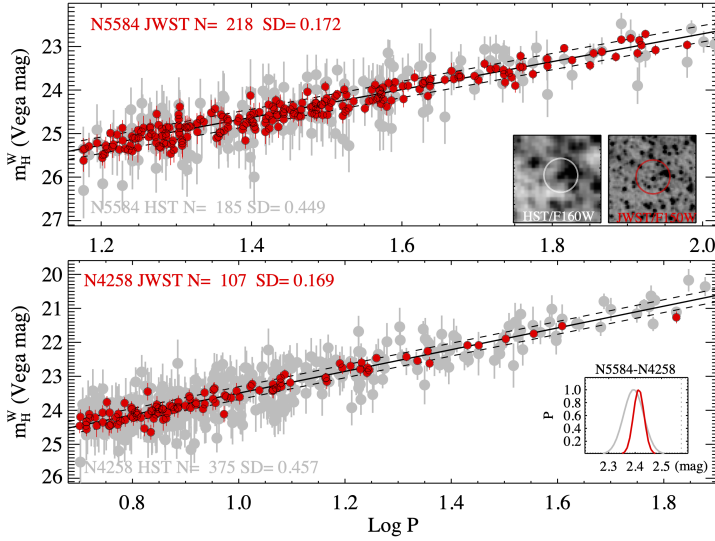 N5584 JWST N= 218 SD= 0.172
23
24
25
26
27
m_H^W (Vega mag)
N5584 HST N= 185 SD= 0.449
HST/F160W
JWST/F150W
1.2
1.4
1.6
1.8
2.0
N4258 JWST N= 107 SD= 0.169
20
21
22
23
24
25
26
m_H^W (Vega mag)
N5584-N4258
P
1.0
0.8
0.6
0.4
0.2
2.3 2.4 2.5 (mag)
N4258 HST N= 375 SD= 0.457
0.8
1.0
1.2
1.4
1.6
1.8
Log P